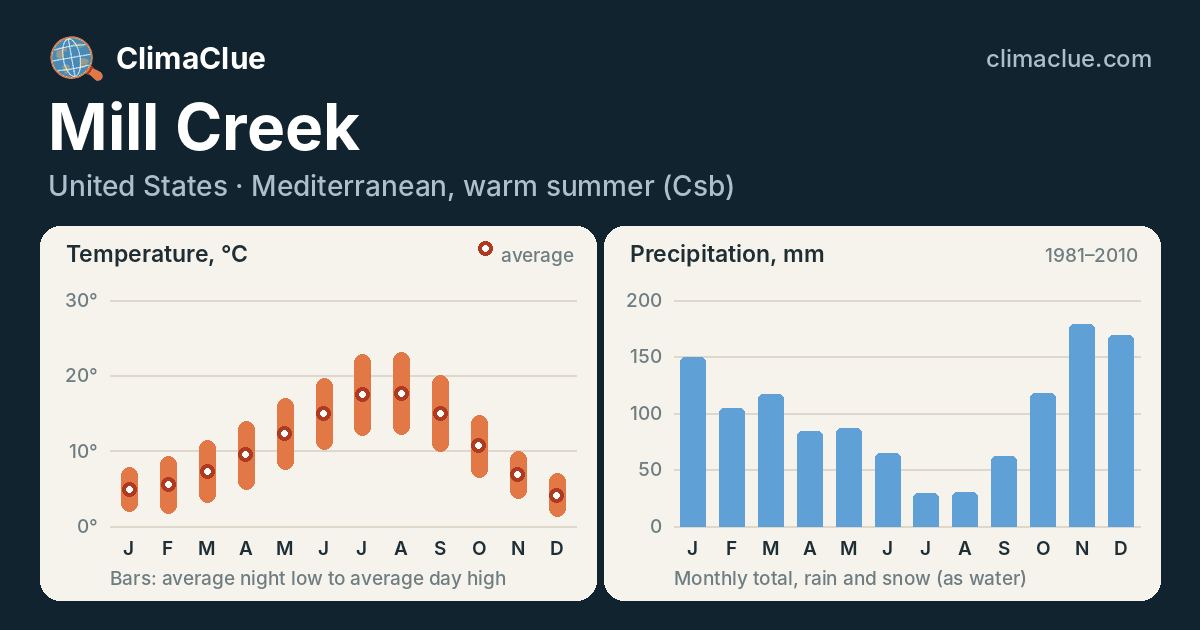 ClimaClue
climaclue.com
Mill Creek
United States · Mediterranean, warm summer (Csb)
Temperature, °C
average
30°
20°
10°
0°
J F M A M J J A S O N D
Bars: average night low to average day high
Precipitation, mm
1981–2010
200
150
100
50
0
J F M A M J J A S O N D
Monthly total, rain and snow (as water)